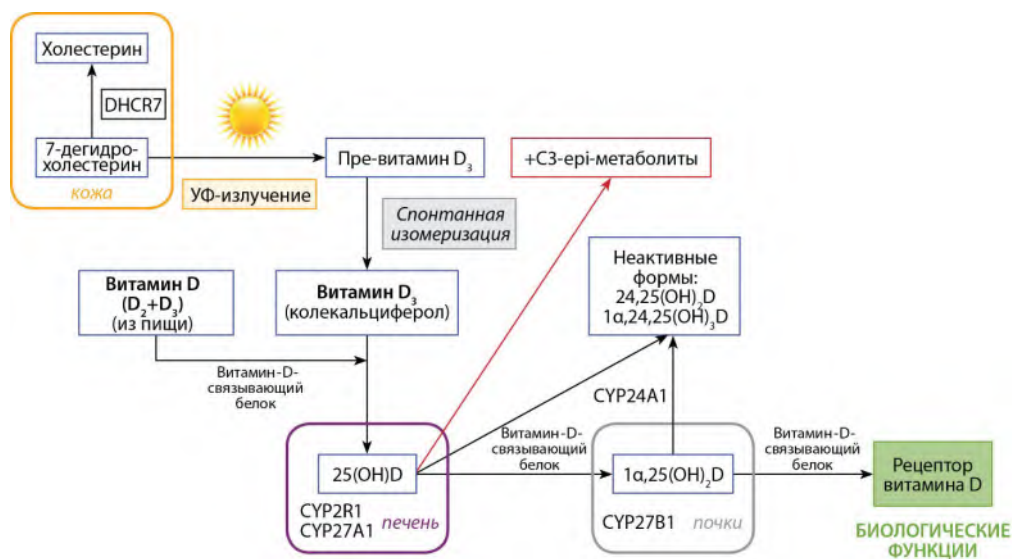 Холестерин
DHCR7
7-дегидро-
холестерин
кожа
УФ-излучение
Пре-витамин D₃
+C3-epi-метаболиты
Спонтанная
изомеризация
Витамин D
(D₂+D₃)
(из пищи)
Витамин D₃
(колекальциферол)
Неактивные
формы:
24,25(OH)₂D
1α,24,25(OH)₃D
Витамин-D-
связывающий
белок
CYP24A1
25(OH)D
CYP2R1
CYP27A1
печень
Витамин-D-
связывающий
белок
1α,25(OH)₂D
CYP27B1
почки
Витамин-D-
связывающий
белок
Рецептор
витамина D
БИОЛОГИЧЕСКИЕ
ФУНКЦИИ